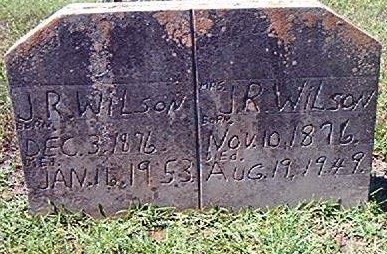 J.R. WILSON
BORN.
DEC. 3, 1876.
DIED.
JAN. 16, 1953.
MRS.
J.R. WILSON
BORN.
NOV. 10, 1876.
DIED.
AUG. 19, 1949.